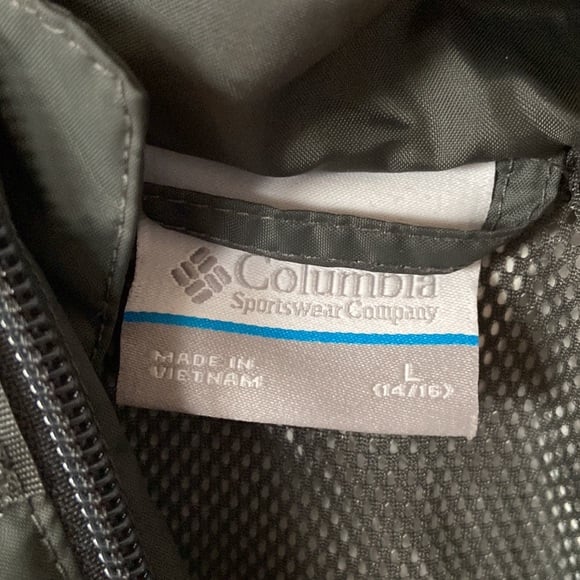 Columbia
Sportswear Company
MADE IN
VIETNAM
L
(14/16)